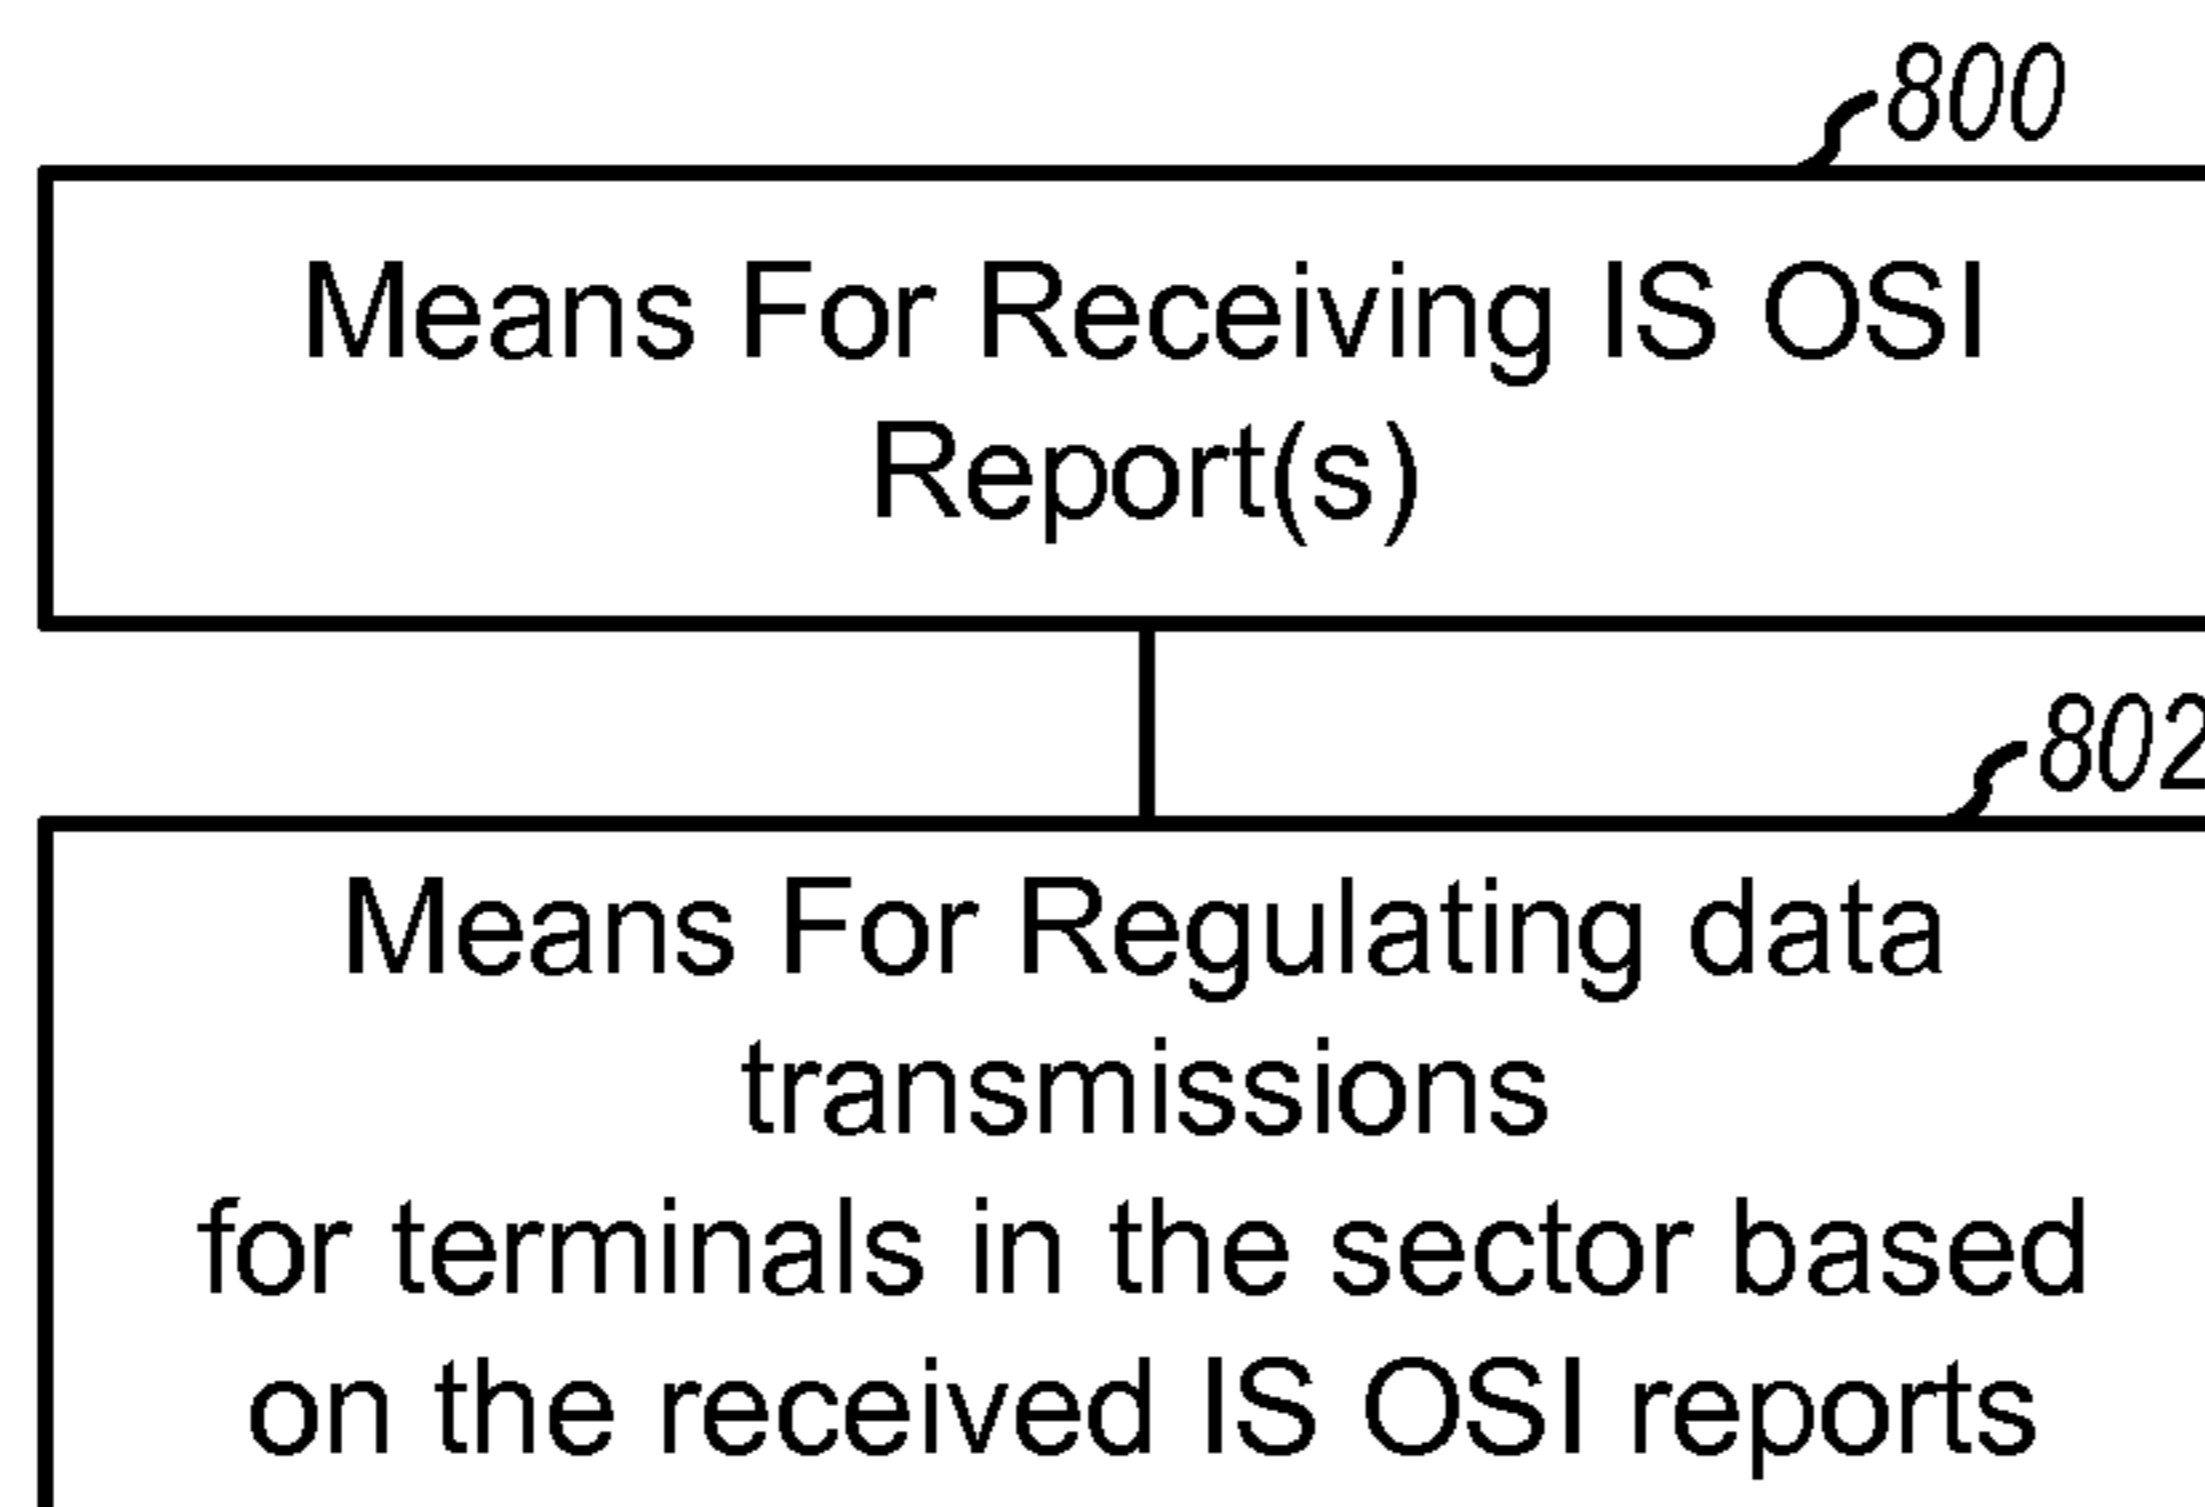 800
Means For Receiving IS OSI
Report(s)
802
Means For Regulating data
transmissions
for terminals in the sector based
on the received IS OSI reports